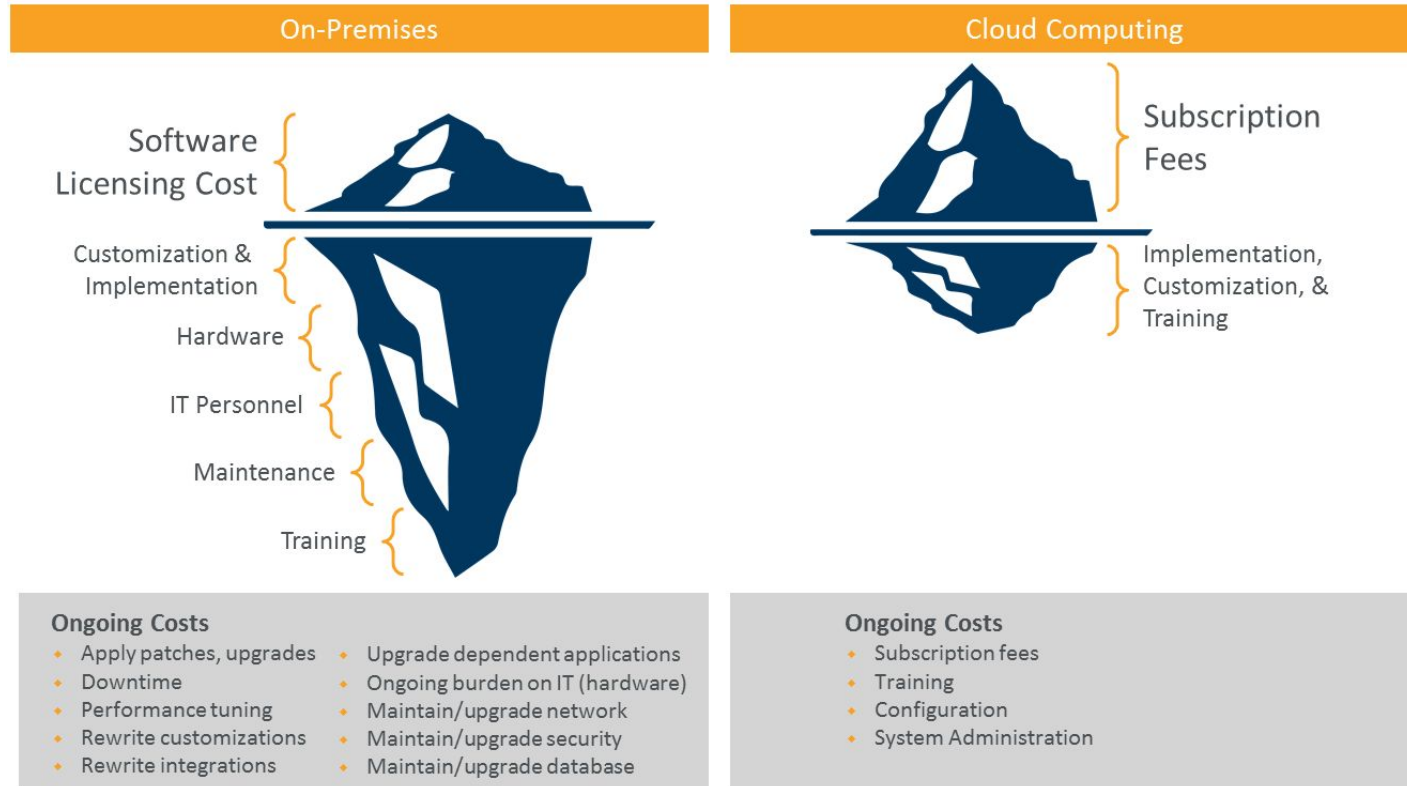 On-Premises
Software
Licensing Cost
Customization &
Implementation
Hardware
IT Personnel
Maintenance
Training
Ongoing Costs
Apply patches, upgrades
Downtime
Performance tuning
Rewrite customizations
Rewrite integrations
Upgrade dependent applications
Ongoing burden on IT (hardware)
Maintain/upgrade network
Maintain/upgrade security
Maintain/upgrade database
Cloud Computing
Subscription
Fees
Implementation,
Customization, &
Training
Ongoing Costs
Subscription fees
Training
Configuration
System Administration